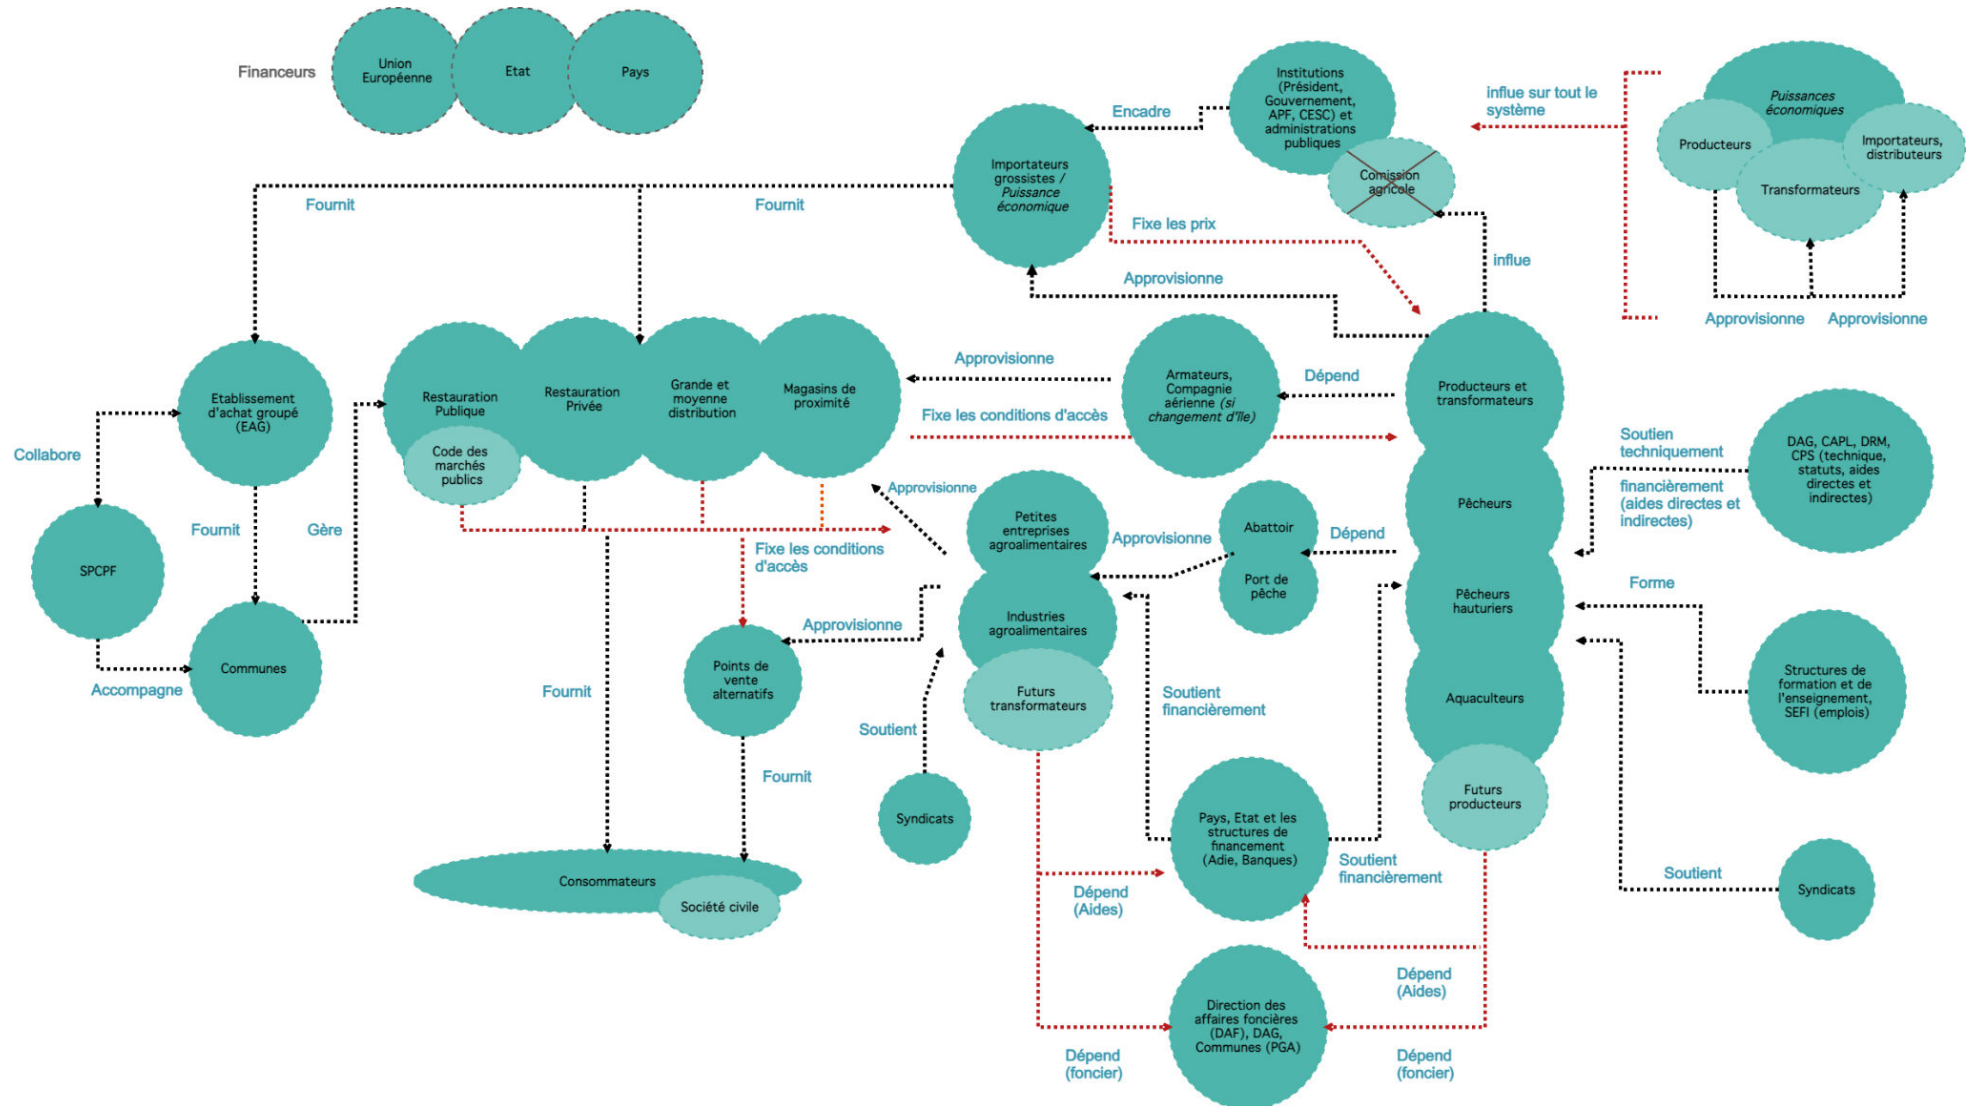 Financeurs
Union
Européenne
Etat
Pays
Institutions
(Président,
Gouvernement,
APF, CESC) et
administrations
publiques
Comission
agricole
Encadre
influe sur tout le
système
Puissances
économiques
Producteurs
Importateurs,
distributeurs
Transformateurs
Approvisionne
Approvisionne
Importateurs
grossistes /
Puissance
économique
Fournit
Fournit
Fixe les prix
Approvisionne
influe
Etablissement
d'achat groupé
(EAG)
Restauration
Publique
Code des
marchés
publics
Restauration
Privée
Grande et
moyenne
distribution
Magasins de
proximité
Approvisionne
Fixe les conditions d'accès
Armateurs,
Compagnie
aérienne (si
changement d'île)
Dépend
Producteurs et
transformateurs
Pêcheurs
Pêcheurs
hauturiers
Aquaculteurs
Futurs
producteurs
Soutien
techniquement
financièrement
(aides directes et
indirectes)
DAG, CAPL, DRM,
CPS (technique,
statuts, aides
directes et
indirectes)
Collabore
SPCPF
Fournit
Gère
Communes
Accompagne
Fixe les conditions
d'accès
Approvisionne
Petites
entreprises
agroalimentaires
Industries
agroalimentaires
Futurs
transformateurs
Approvisionne
Abattoir
Port de
pêche
Dépend
Forme
Structures de
formation et de
l'enseignement,
SEFI (emplois)
Approvisionne
Points de
vente
alternatifs
Fournit
Fournit
Soutient
Syndicats
Soutient
financièrement
Pays, Etat et les
structures de
financement
(Adie, Banques)
Soutient
financièrement
Soutient
Syndicats
Consommateurs
Société civile
Dépend
(Aides)
Dépend
(Aides)
Direction des
affaires foncières
(DAF), DAG,
Communes (PGA)
Dépend
(foncier)
Dépend
(foncier)